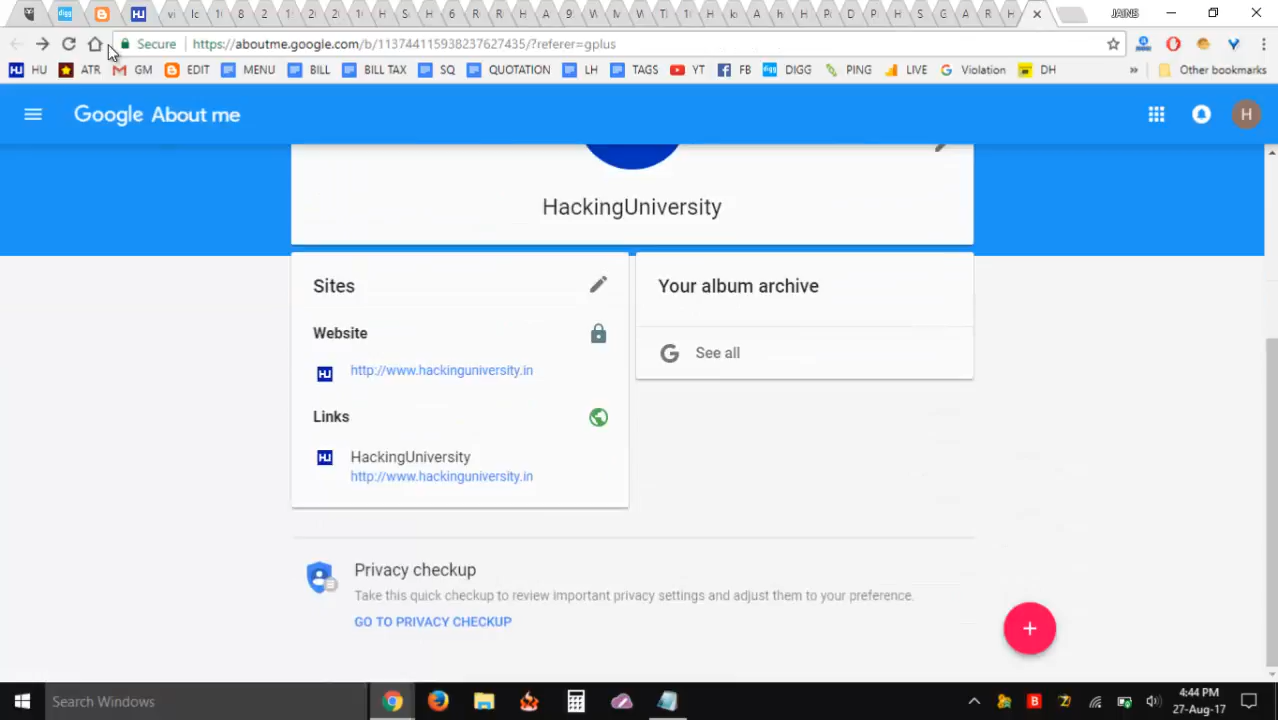 JAINS
Secure https://aboutme.google.com/b/113744115938237627435/?referer=gplus
HU ATR GM EDIT MENU BILL BILL TAX SQ QUOTATION LH TAGS YT FB DIGG PING LIVE Violation DH » Other bookmarks
Google About me
H
HackingUniversity
Sites
Website
http://www.hackinguniversity.in
Links
HackingUniversity
http://www.hackinguniversity.in
Your album archive
See all
Privacy checkup
Take this quick checkup to review important privacy settings and adjust them to your preference.
GO TO PRIVACY CHECKUP
Search Windows
4:44 PM
27-Aug-17